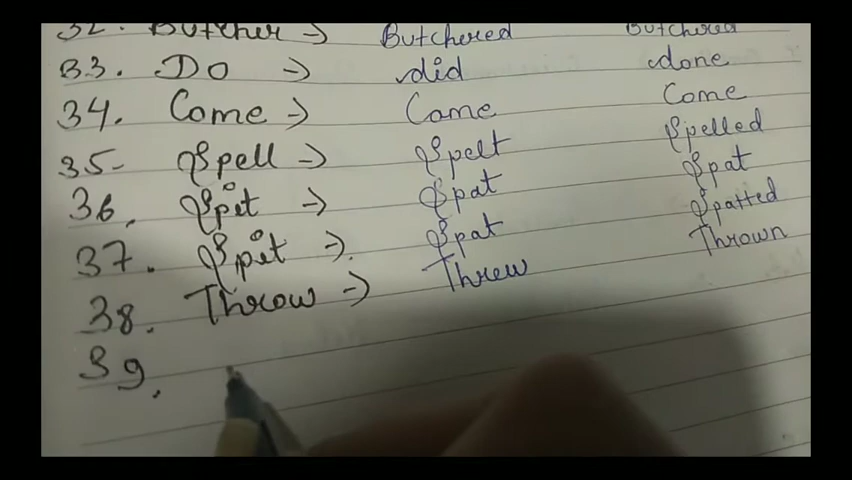 32. Butcher → Butchered Butchered
33. Do → did done
34. Come → Came Come
35- Spell → Spelt Spelled
36. Spit → Spat Spat
37. Spit → Spat Spatted
38. Throw → Threw Thrown
39.